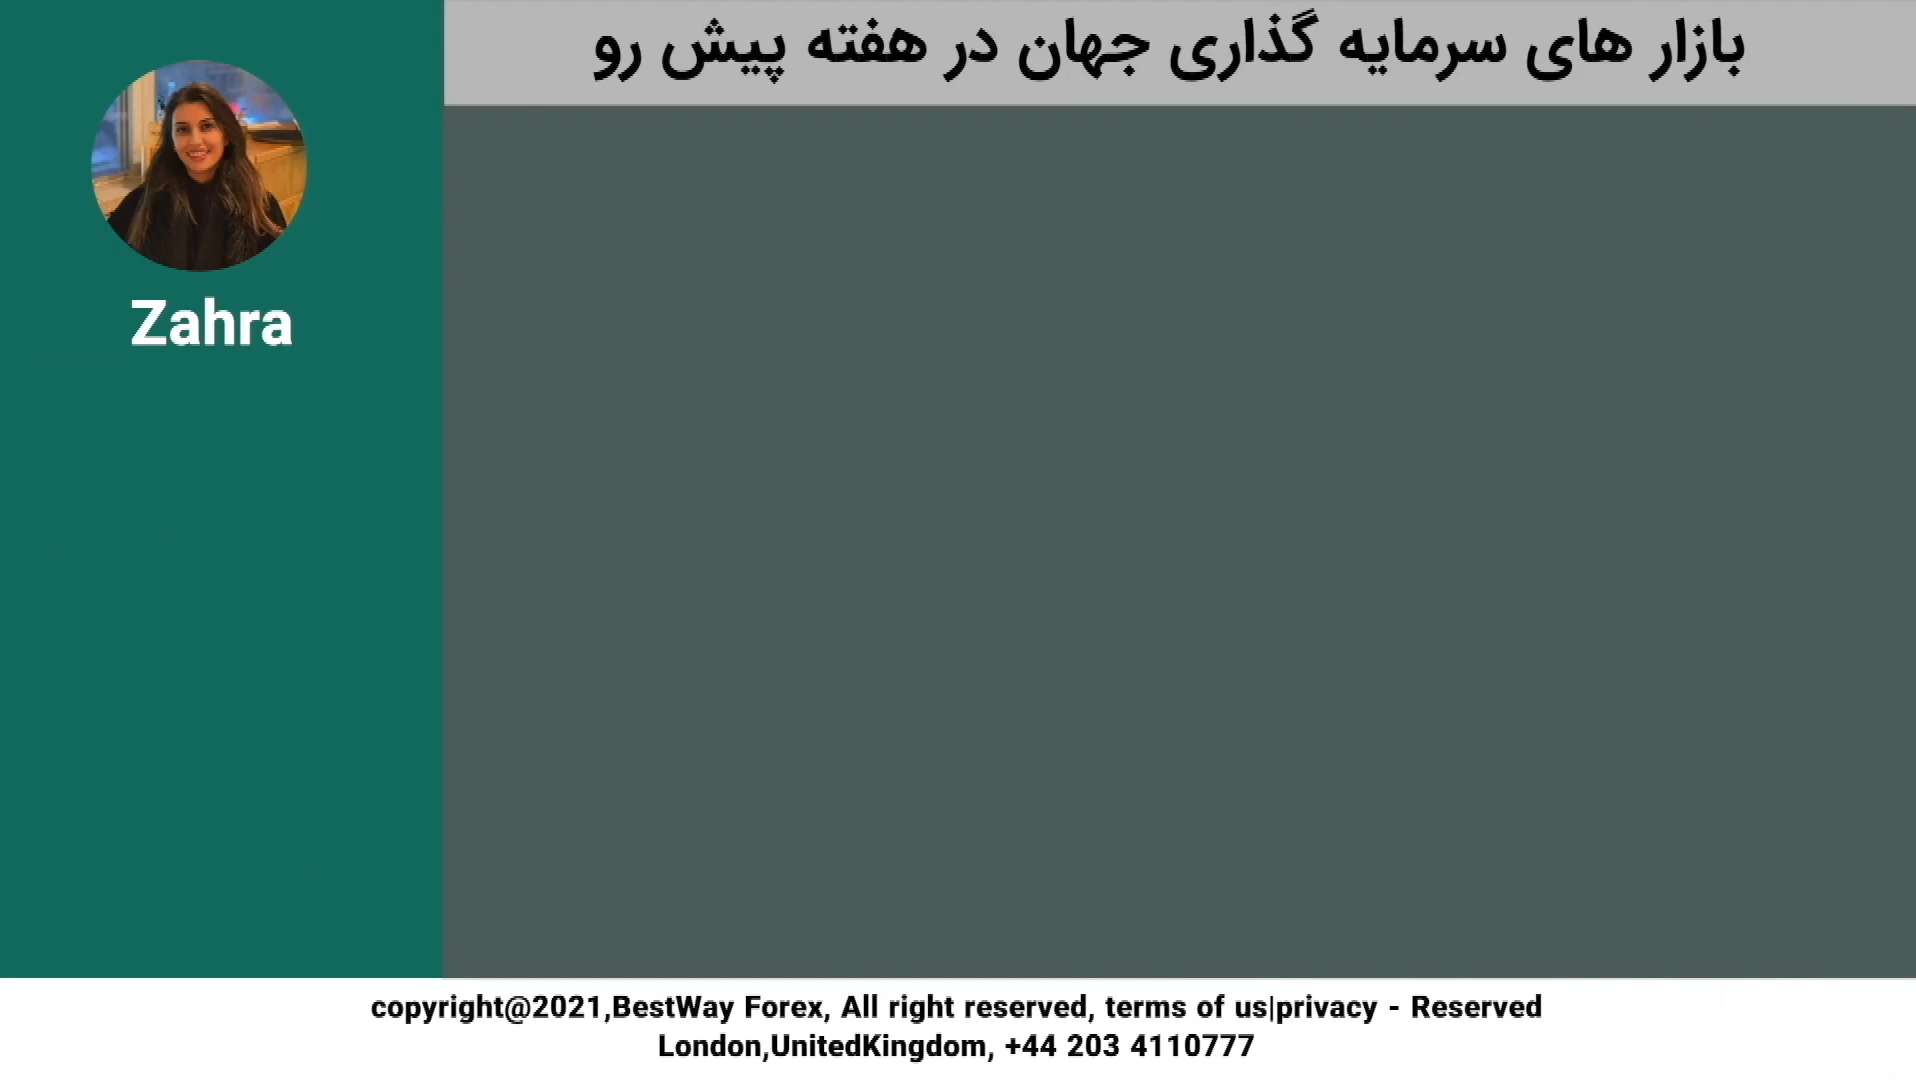 بازار های سرمایه گذاری جهان در هفته پیش رو
Zahra
copyright@2021,BestWay Forex, All right reserved, terms of us|privacy - Reserved
London,UnitedKingdom, +44 203 4110777